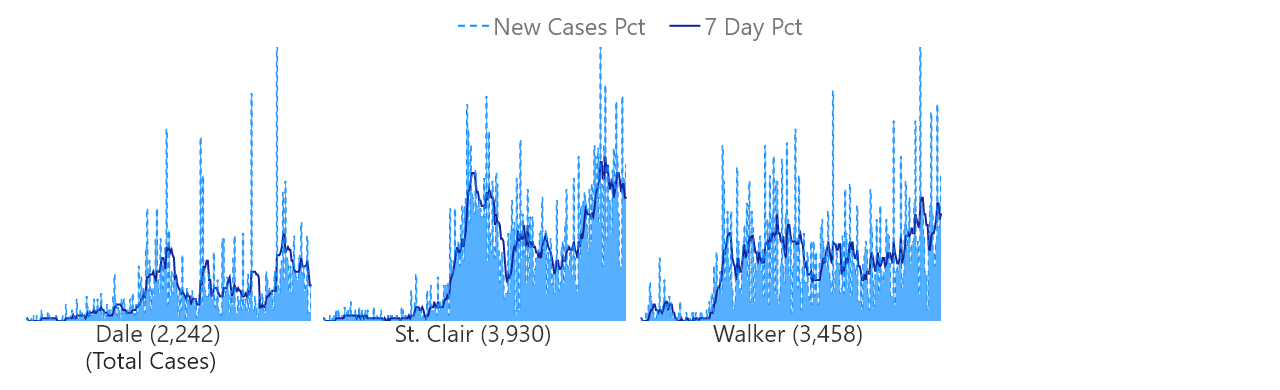 New Cases Pct 7 Day Pct
Dale (2,242) St. Clair (3,930) Walker (3,458)
(Total Cases)